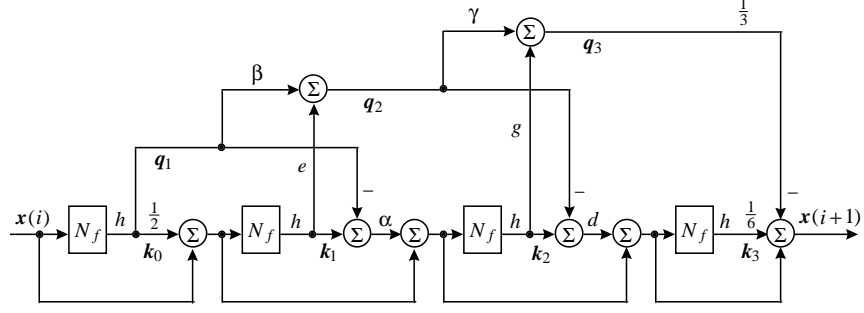 γ Σ q₃ 1/3
β Σ q₂
q₁ e g
− − −
x(i) N_f h 1/2 Σ N_f h Σ α Σ N_f h Σ d Σ N_f h 1/6 Σ x(i+1)
k₀ k₁ k₂ k₃